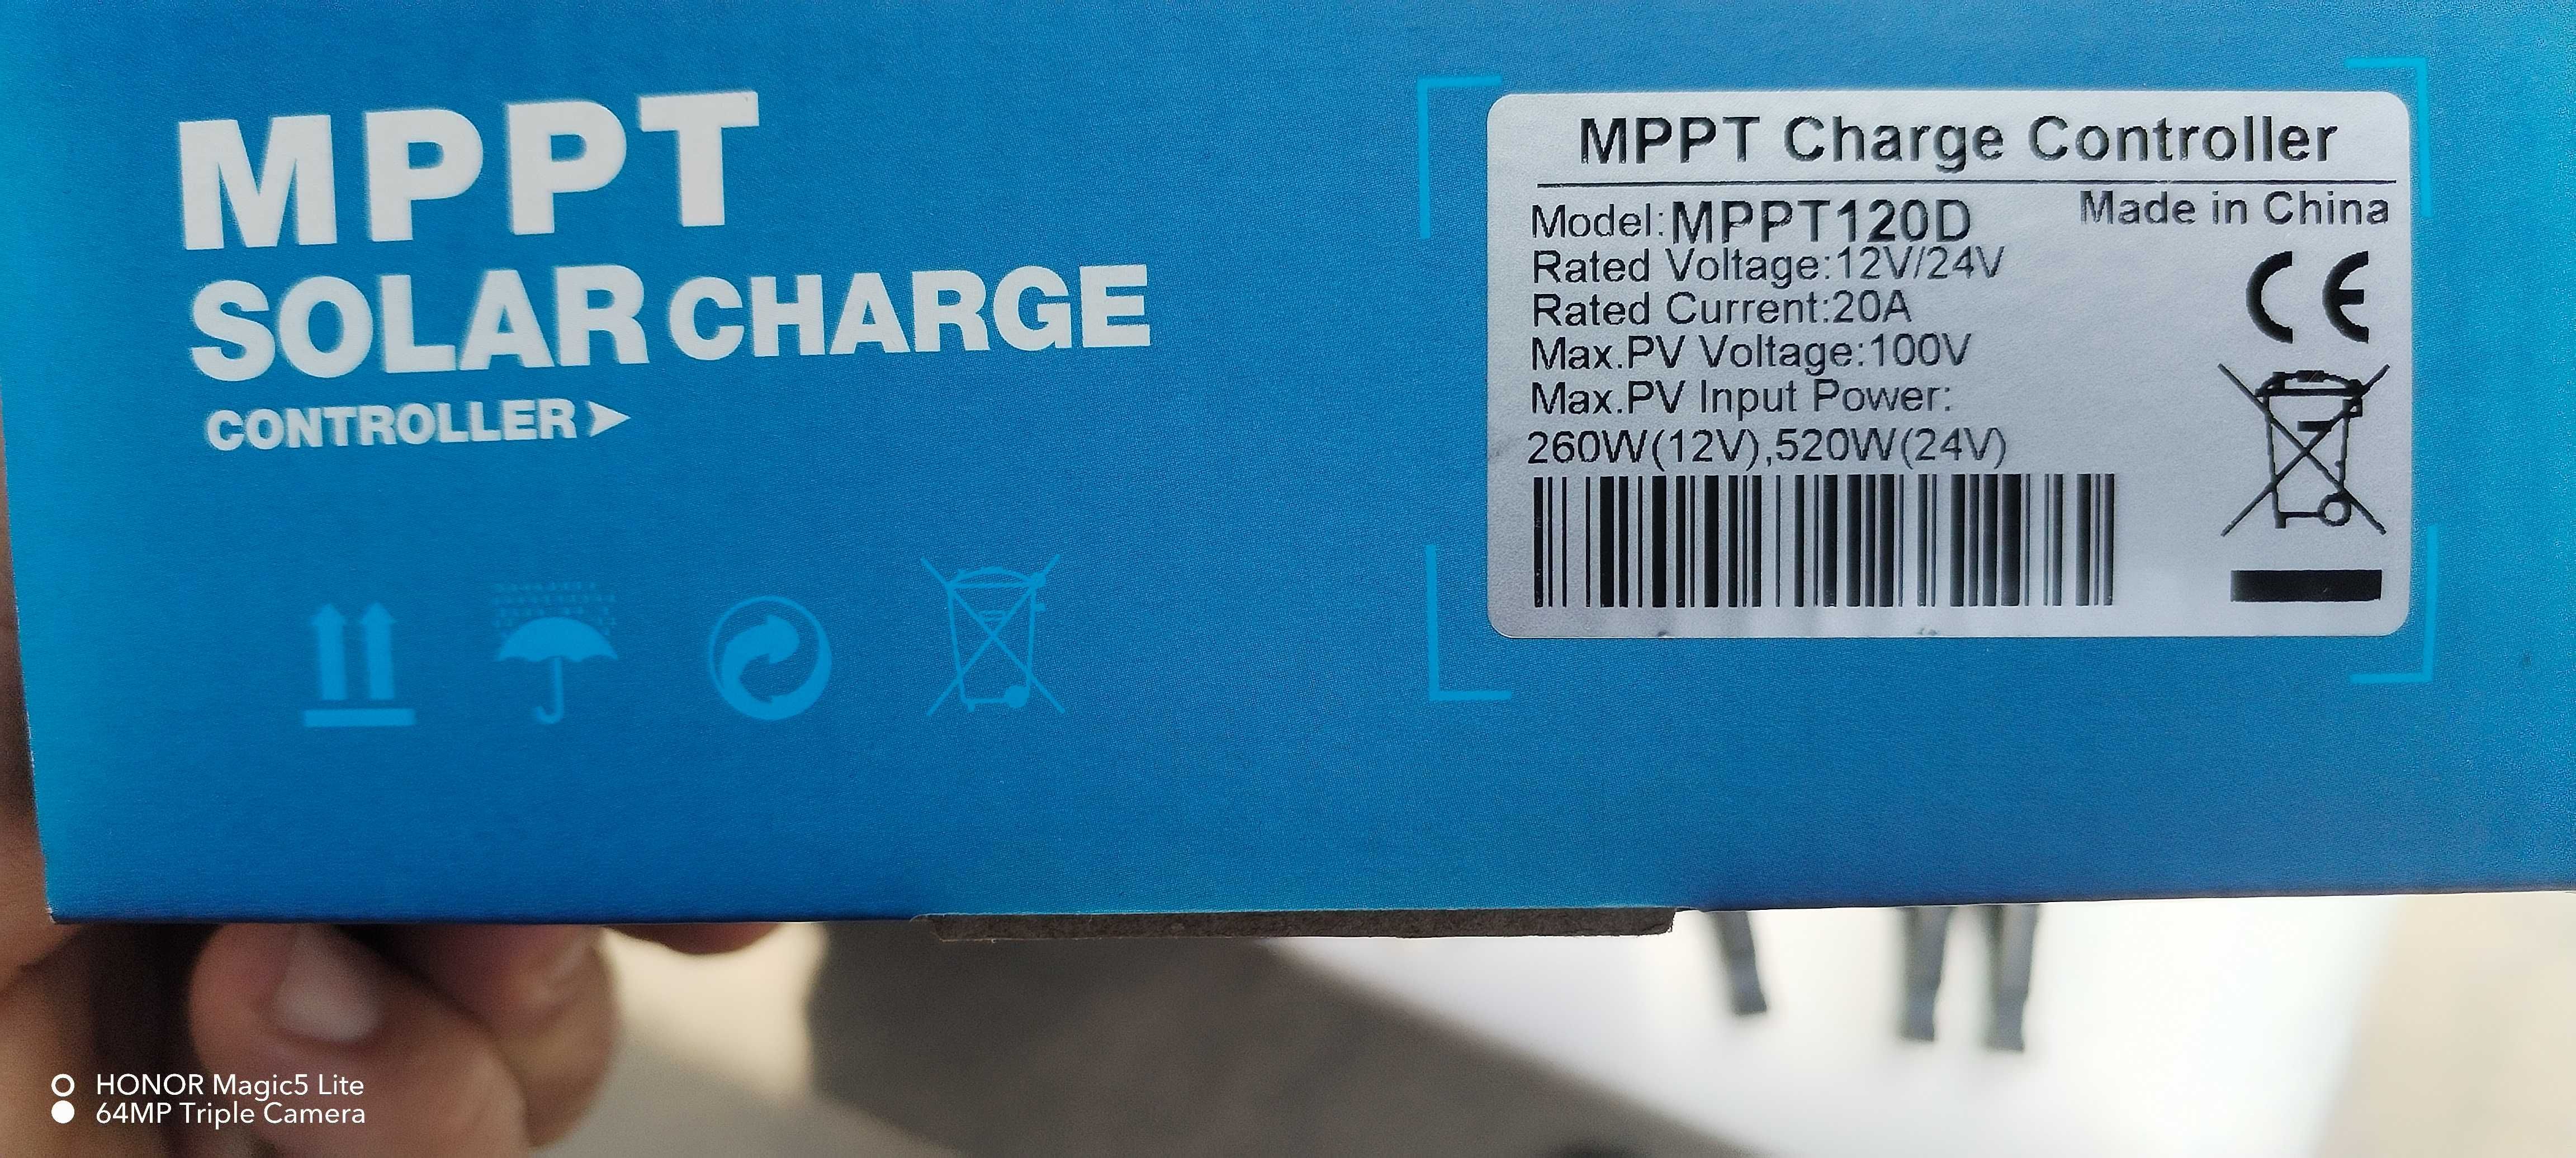 MPPT
SOLAR CHARGE
CONTROLLER
MPPT Charge Controller
Made in China
Model:MPPT120D
Rated Voltage:12V/24V
Rated Current:20A
Max.PV Voltage:100V
Max.PV Input Power:
260W(12V),520W(24V)
CE
HONOR Magic5 Lite
64MP Triple Camera